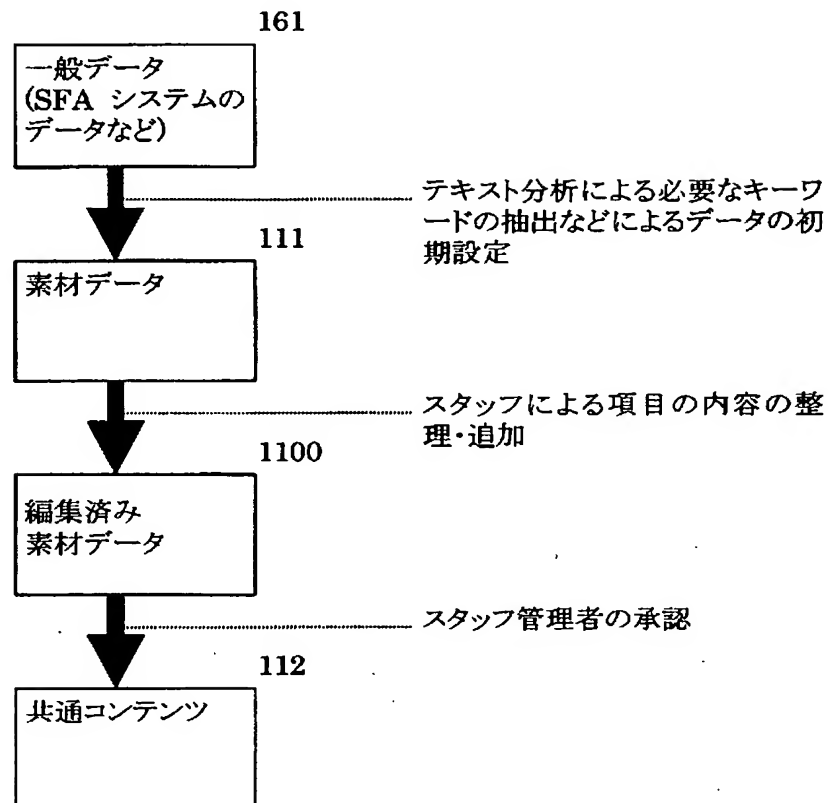 161
一般データ
(SFA システムの
データなど)
テキスト分析による必要なキーワ
ードの抽出などによるデータの初
期設定
111
素材データ
スタッフによる項目の内容の整
理・追加
1100
編集済み
素材データ
スタッフ管理者の承認
112
共通コンテンツ